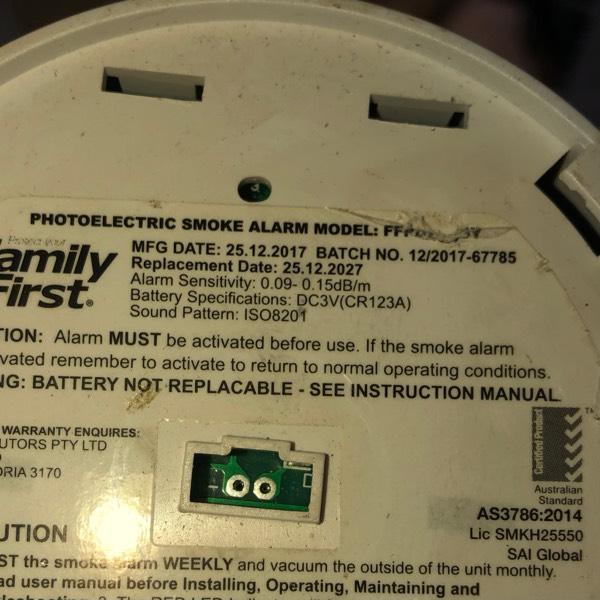 PHOTOELECTRIC SMOKE ALARM MODEL:
Protect your
amily
First®
MFG DATE: 25.12.2017 BATCH NO. 12/2017-67785
Replacement Date: 25.12.2027
Alarm Sensitivity: 0.09- 0.15dB/m
Battery Specifications: DC3V(CR123A)
Sound Pattern: ISO8201
TION: Alarm MUST be activated before use. If the smoke alarm
vated remember to activate to return to normal operating conditions.
NG: BATTERY NOT REPLACABLE - SEE INSTRUCTION MANUAL
WARRANTY ENQUIRES:
UTORS PTY LTD
ORIA 3170
Certified Product
TM
Australian
Standard
AS3786:2014
Lic SMKH25550
SAI Global
UTION
ST the smoke alarm WEEKLY and vacuum the outside of the unit monthly.
ad user manual before Installing, Operating, Maintaining and